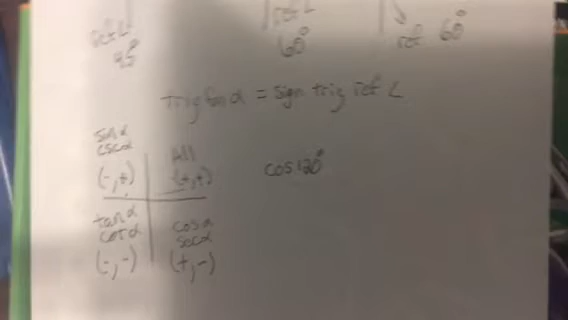 ref ∠
45°
ref ∠
60°
ref 60°
trig fan α = sign trig ref ∠
sin α
csc α
(-,+)
All
(+,+)
cos 120°
tan α
cot α
(-,-)
cos α
sec α
(+,-)